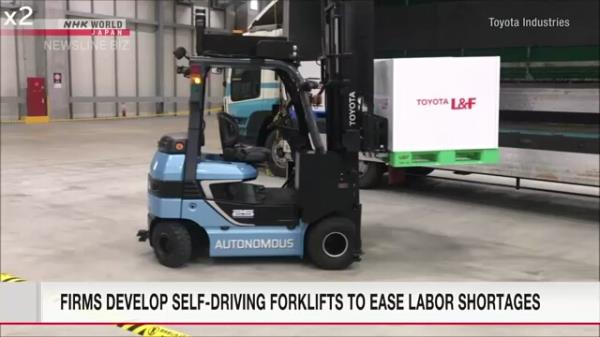 x2
NHK WORLD
JAPAN
NEWSLINE BIZ
Toyota Industries
TOYOTA
TOYOTA L&F
AUTONOMOUS
FIRMS DEVELOP SELF-DRIVING FORKLIFTS TO EASE LABOR SHORTAGES